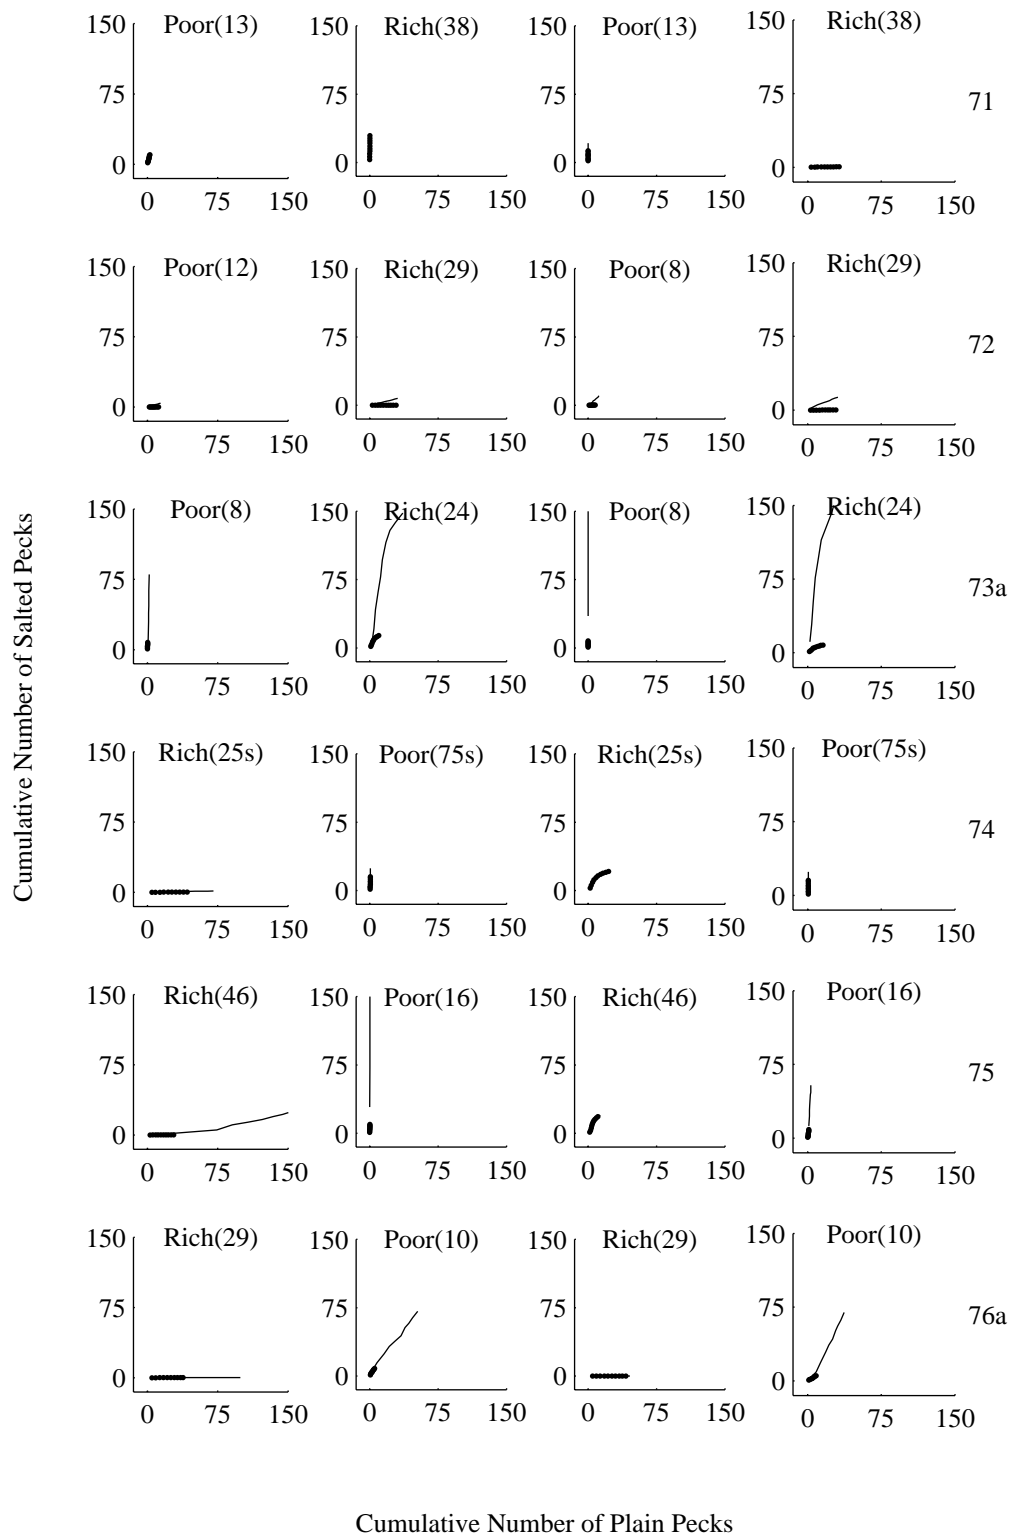 Cumulative Number of Salted Pecks
150 Poor(13) 150 Rich(38) 150 Poor(13) 150 Rich(38)
75 75 75 75 71
0 0 0 0
0 75 150 0 75 150 0 75 150 0 75 150
150 Poor(12) 150 Rich(29) 150 Poor(8) 150 Rich(29)
75 75 75 75 72
0 0 0 0
0 75 150 0 75 150 0 75 150 0 75 150
150 Poor(8) 150 Rich(24) 150 Poor(8) 150 Rich(24)
75 75 75 75 73a
0 0 0 0
0 75 150 0 75 150 0 75 150 0 75 150
150 Rich(25s) 150 Poor(75s) 150 Rich(25s) 150 Poor(75s)
75 75 75 75 74
0 0 0 0
0 75 150 0 75 150 0 75 150 0 75 150
150 Rich(46) 150 Poor(16) 150 Rich(46) 150 Poor(16)
75 75 75 75 75
0 0 0 0
0 75 150 0 75 150 0 75 150 0 75 150
150 Rich(29) 150 Poor(10) 150 Rich(29) 150 Poor(10)
75 75 75 75 76a
0 0 0 0
0 75 150 0 75 150 0 75 150 0 75 150
Cumulative Number of Plain Pecks